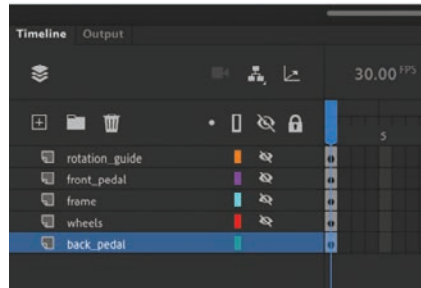 Timeline Output
30.00 FPS
5
rotation_guide
front_pedal
frame
wheels
back_pedal